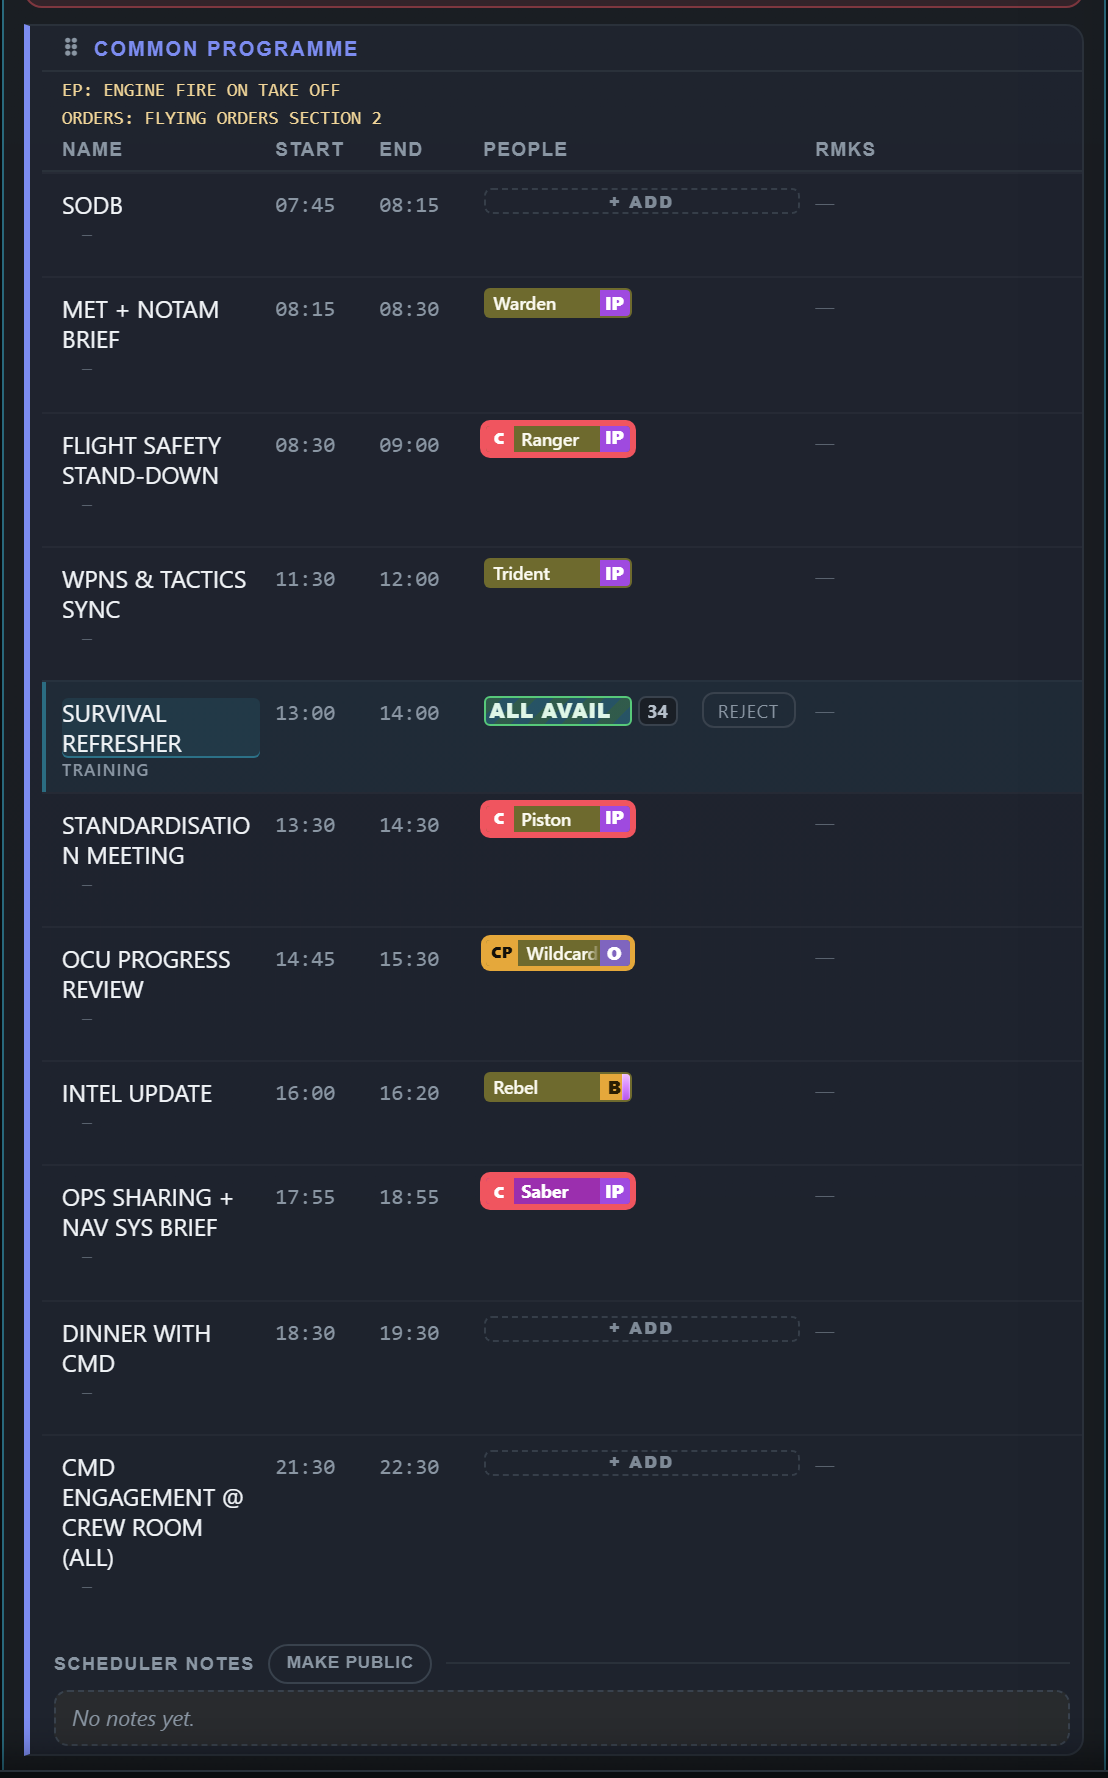 COMMON PROGRAMME
EP: ENGINE FIRE ON TAKE OFF
ORDERS: FLYING ORDERS SECTION 2
NAME START END PEOPLE RMKS
SODB 07:45 08:15 + ADD —
–
MET + NOTAM 08:15 08:30 Warden IP —
BRIEF
–
FLIGHT SAFETY 08:30 09:00 C Ranger IP —
STAND-DOWN
–
WPNS & TACTICS 11:30 12:00 Trident IP —
SYNC
–
SURVIVAL 13:00 14:00 ALL AVAIL 34 REJECT —
REFRESHER
TRAINING
STANDARDISATIO 13:30 14:30 C Piston IP —
N MEETING
–
OCU PROGRESS 14:45 15:30 CP Wildcard O —
REVIEW
–
INTEL UPDATE 16:00 16:20 Rebel B —
–
OPS SHARING + 17:55 18:55 C Saber IP —
NAV SYS BRIEF
–
DINNER WITH 18:30 19:30 + ADD —
CMD
–
CMD 21:30 22:30 + ADD —
ENGAGEMENT @
CREW ROOM
(ALL)
–
SCHEDULER NOTES MAKE PUBLIC
No notes yet.